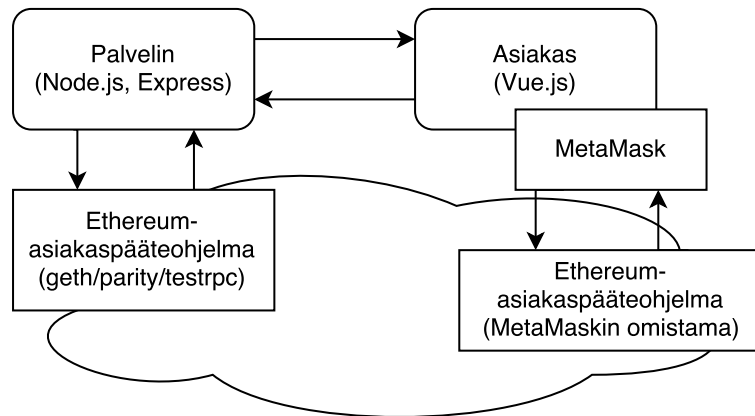 Palvelin
(Node.js, Express)
Asiakas
(Vue.js)
MetaMask
Ethereum-
asiakaspääteohjelma
(geth/parity/testrpc)
Ethereum-
asiakaspääteohjelma
(MetaMaskin omistama)